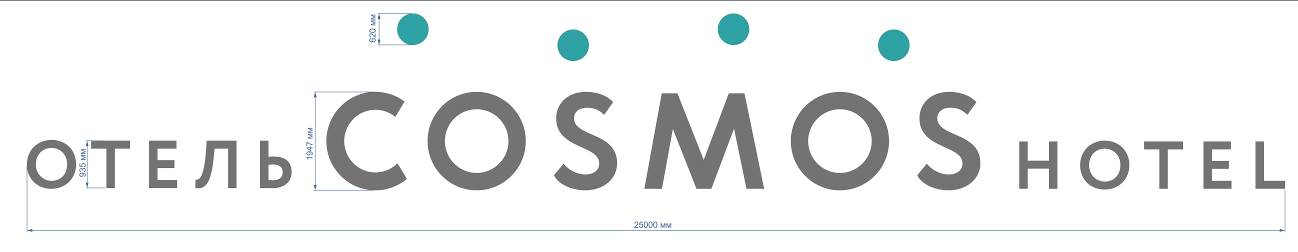 620 мм
ОТЕЛЬ COSMOS HOTEL
935 мм
1947 мм
25000 мм